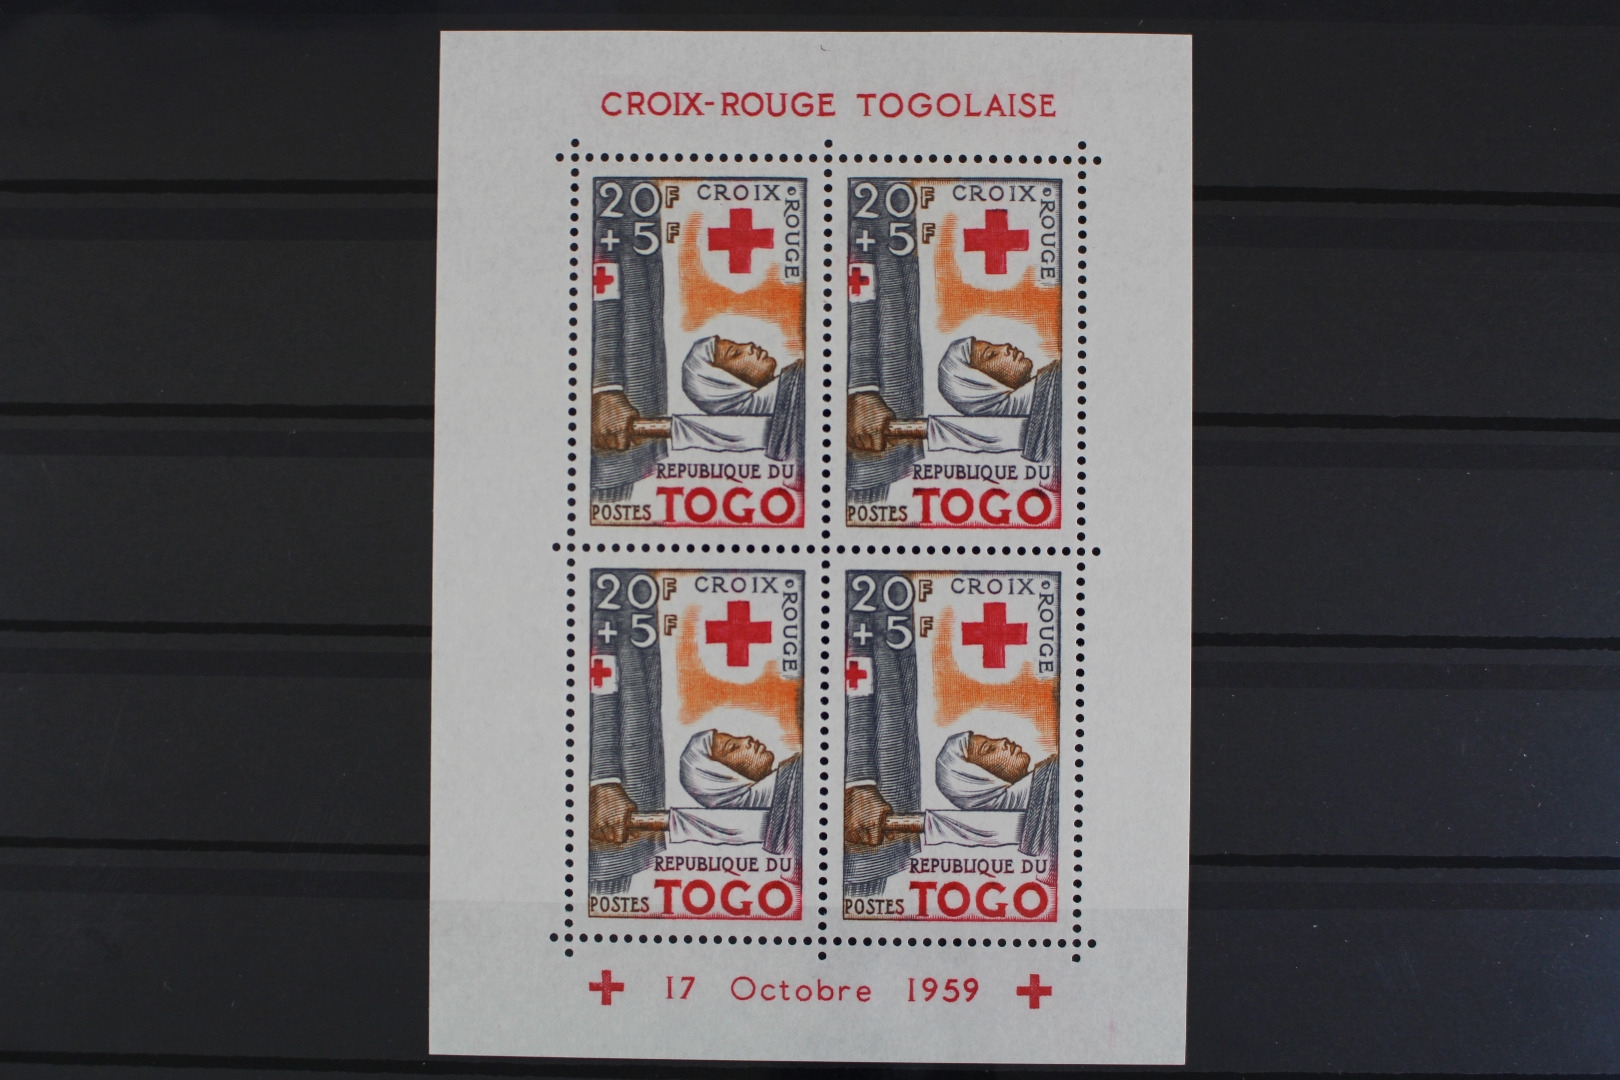 CROIX-ROUGE TOGOLAISE
20F CROIX-ROUGE
+5F
REPUBLIQUE DU
POSTES TOGO
20F CROIX-ROUGE
+5F
REPUBLIQUE DU
POSTES TOGO
20F CROIX-ROUGE
+5F
REPUBLIQUE DU
POSTES TOGO
20F CROIX-ROUGE
+5F
REPUBLIQUE DU
POSTES TOGO
17 Octobre 1959